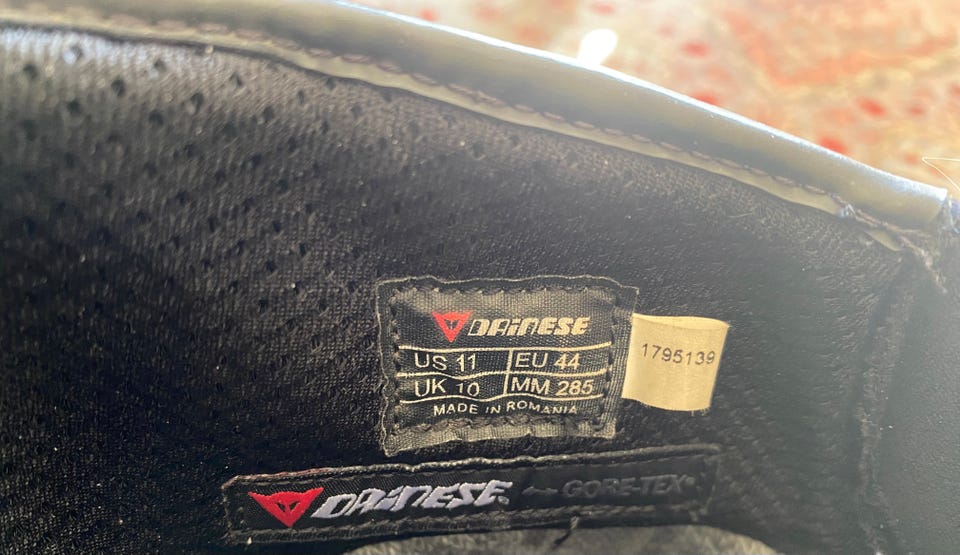 DAINESE
US 11 EU 44
UK 10 MM 285
MADE IN ROMANIA
1795139
DAINESE GORE-TEX